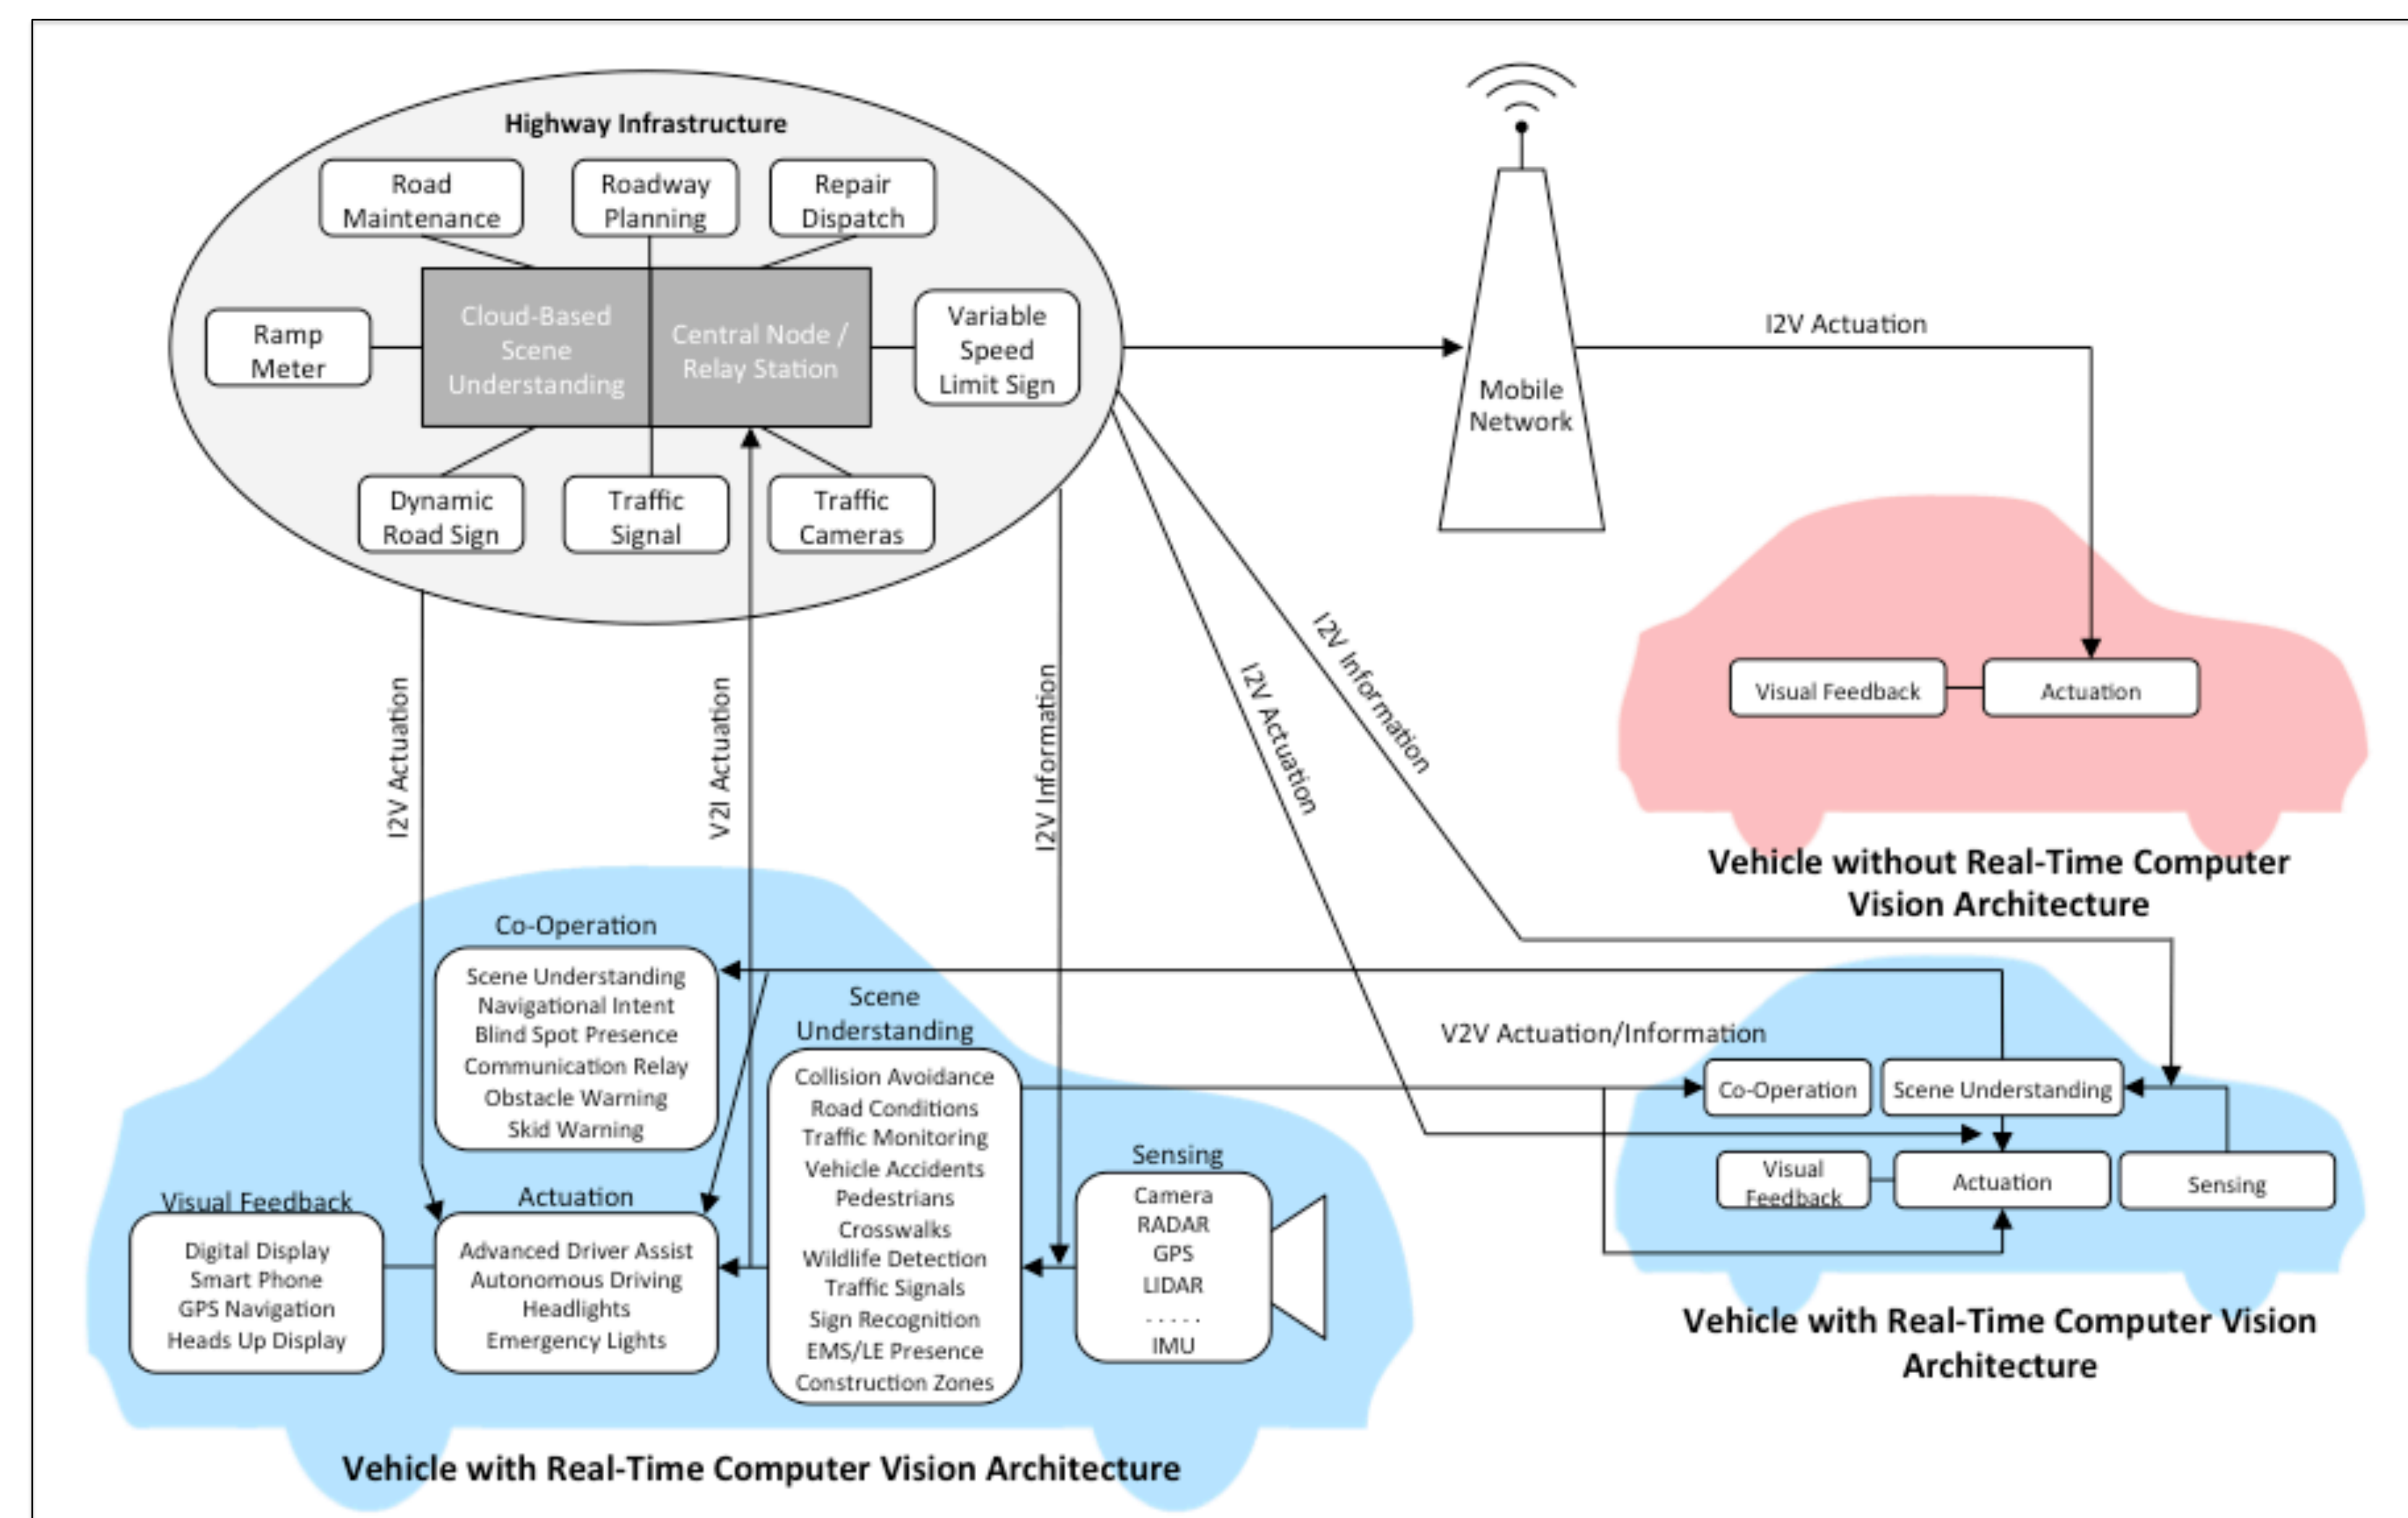 Highway Infrastructure
Road
Maintenance
Roadway
Planning
Repair
Dispatch
Ramp
Meter
Cloud-Based
Scene
Understanding
Central Node /
Relay Station
Variable
Speed
Limit Sign
Dynamic
Road Sign
Traffic
Signal
Traffic
Cameras
Mobile
Network
I2V Actuation
I2V Actuation
V2I Actuation
I2V Information
I2V Actuation
I2V Information
Visual Feedback
Actuation
Vehicle without Real-Time Computer
Vision Architecture
Co-Operation
Scene Understanding
Navigational Intent
Blind Spot Presence
Communication Relay
Obstacle Warning
Skid Warning
Scene
Understanding
Collision Avoidance
Road Conditions
Traffic Monitoring
Vehicle Accidents
Pedestrians
Crosswalks
Wildlife Detection
Traffic Signals
Sign Recognition
EMS/LE Presence
Construction Zones
Sensing
Camera
RADAR
GPS
LIDAR
. . . . .
IMU
Visual Feedback
Digital Display
Smart Phone
GPS Navigation
Heads Up Display
Actuation
Advanced Driver Assist
Autonomous Driving
Headlights
Emergency Lights
Vehicle with Real-Time Computer Vision Architecture
V2V Actuation/Information
Co-Operation
Scene Understanding
Visual
Feedback
Actuation
Sensing
Vehicle with Real-Time Computer Vision
Architecture